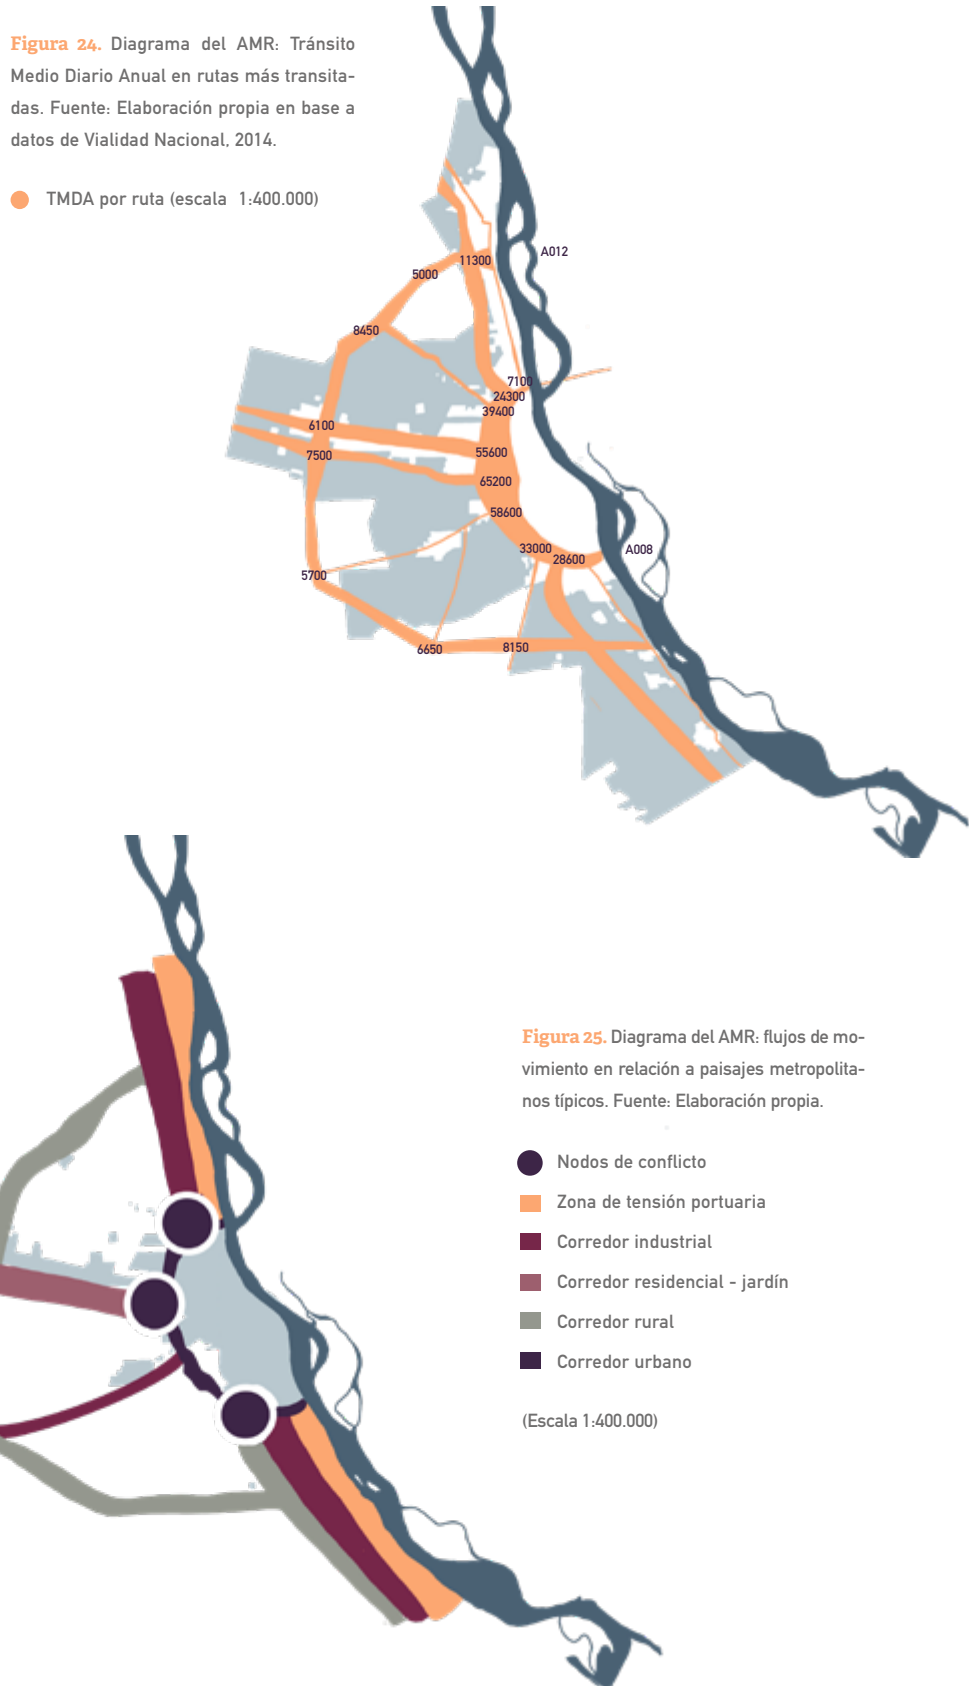 Figura 24. Diagrama del AMR: Tránsito
Medio Diario Anual en rutas más transita-
das. Fuente: Elaboración propia en base a
datos de Vialidad Nacional, 2014.
TMDA por ruta (escala 1:400.000)
A012
11300
5000
8450
7100
24300
39400
6100
55600
7500
65200
58600
33000
A008
28600
5700
8150
6650
Figura 25. Diagrama del AMR: flujos de mo-
vimiento en relación a paisajes metropolita-
nos típicos. Fuente: Elaboración propia.
Nodos de conflicto
Zona de tensión portuaria
Corredor industrial
Corredor residencial - jardín
Corredor rural
Corredor urbano
(Escala 1:400.000)